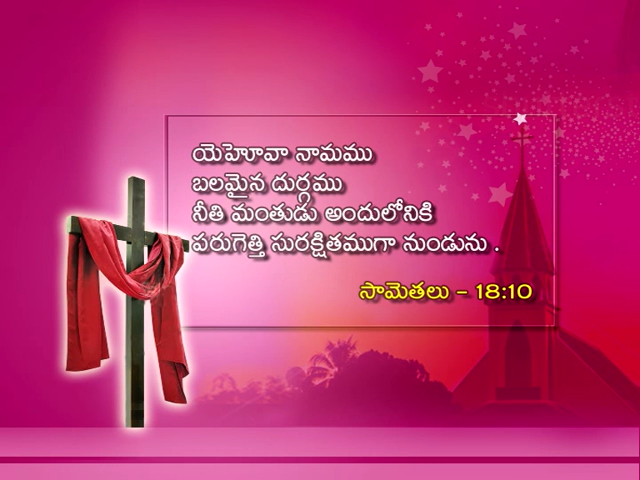 యెహూవా నామము
బలమైన దుర్గము
నీతి మంతుడు అందులోనికి
పరుగెత్తి సురక్షితముగా నుండును .
సామెతలు - 18:10